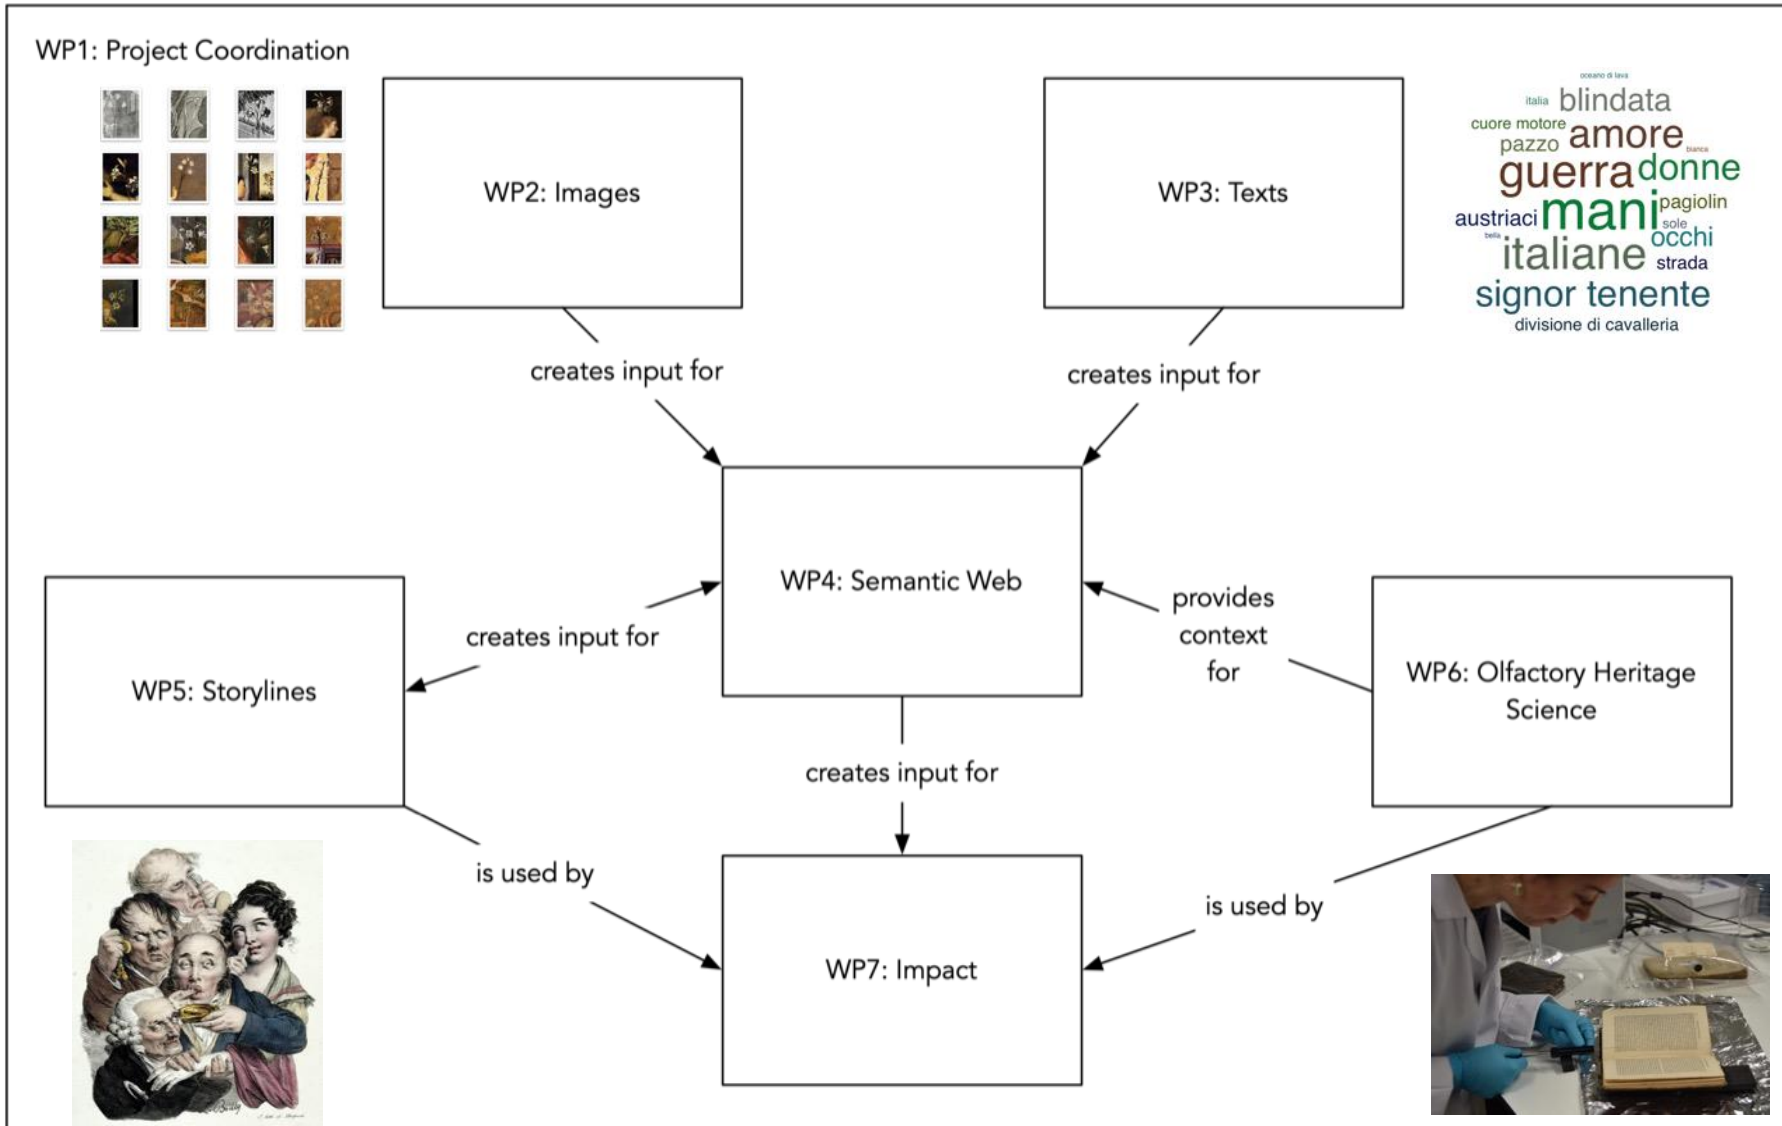 WP1: Project Coordination
WP2: Images
WP3: Texts
oceano di lava
italia blindata
cuore motore amore
pazzo bianca
guerra donne
mani pagiolin
austriaci sole
bella occhi
italiane strada
signor tenente
divisione di cavalleria
creates input for
creates input for
WP4: Semantic Web
provides
context
for
creates input for
WP5: Storylines
WP6: Olfactory Heritage
Science
creates input for
is used by
is used by
WP7: Impact